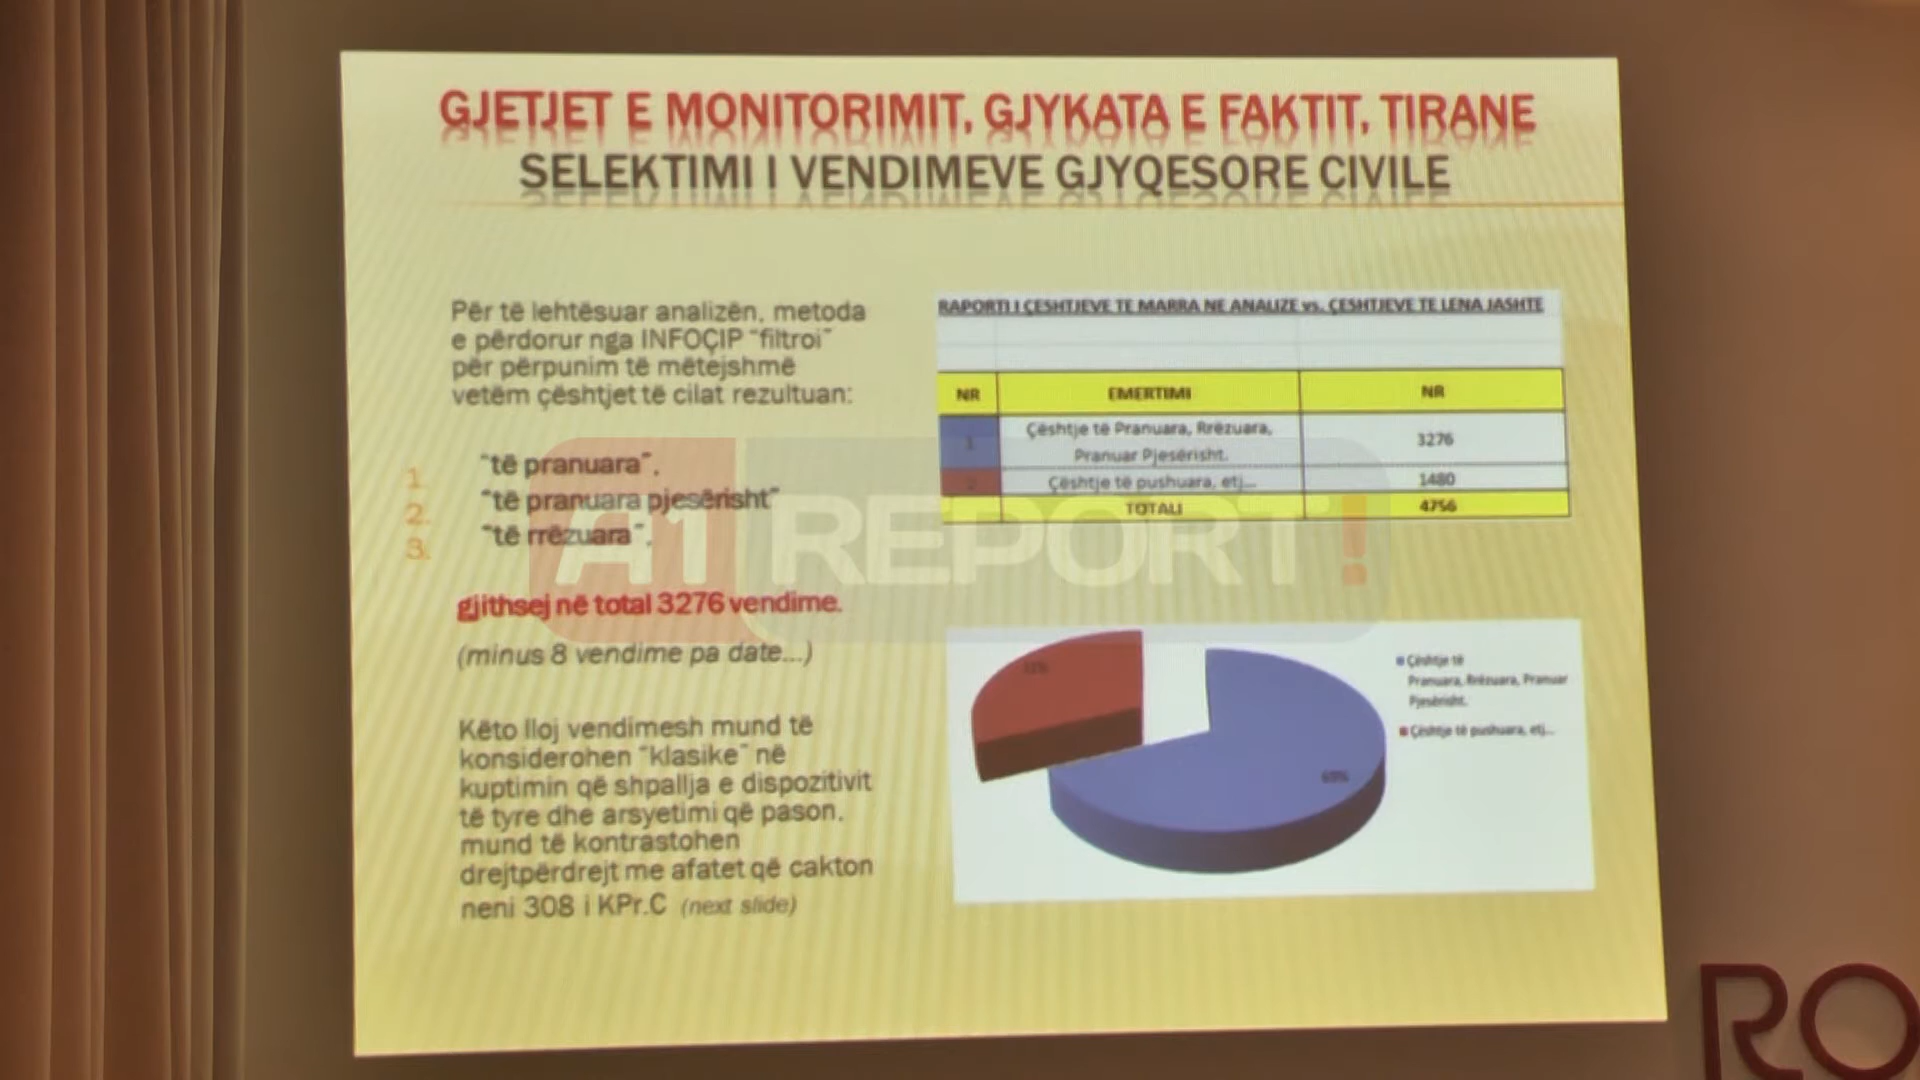 GJETJET E MONITORIMIT, GJYKATA E FAKTIT, TIRANE
SELEKTIMI I VENDIMEVE GJYQESORE CIVILE
Për të lehtësuar analizën, metoda
e përdorur nga INFOÇIP "filtroi"
për përpunim të mëtejshmë
vetëm çështjet të cilat rezultuan:
1. "të pranuara",
2. "të pranuara pjesërisht"
3. "të rrëzuara",
gjithsej në total 3276 vendime.
(minus 8 vendime pa date...)
Këto lloj vendimesh mund të
konsiderohen "klasike" në
kuptimin që shpallja e dispozitivit
të tyre dhe arsyetimi që pason,
mund të kontrastohen
drejtpërdrejt me afatet që cakton
neni 308 i KPr.C (next slide)
RAPORTI I ÇESHTJEVE TE MARRA NE ANALIZE vs. ÇESHTJEVE TE LENA JASHTE
NR EMERTIMI NR
1 Çështje të Pranuara, Rrëzuara, 3276
Pranuar Pjesërisht.
2 Çështje të pushuara, etj... 1480
TOTALI 4756
31%
69%
Çështje të
Pranuara, Rrëzuara, Pranuar
Pjesërisht.
Çështje të pushuara, etj...
A1 REPORT!
RO